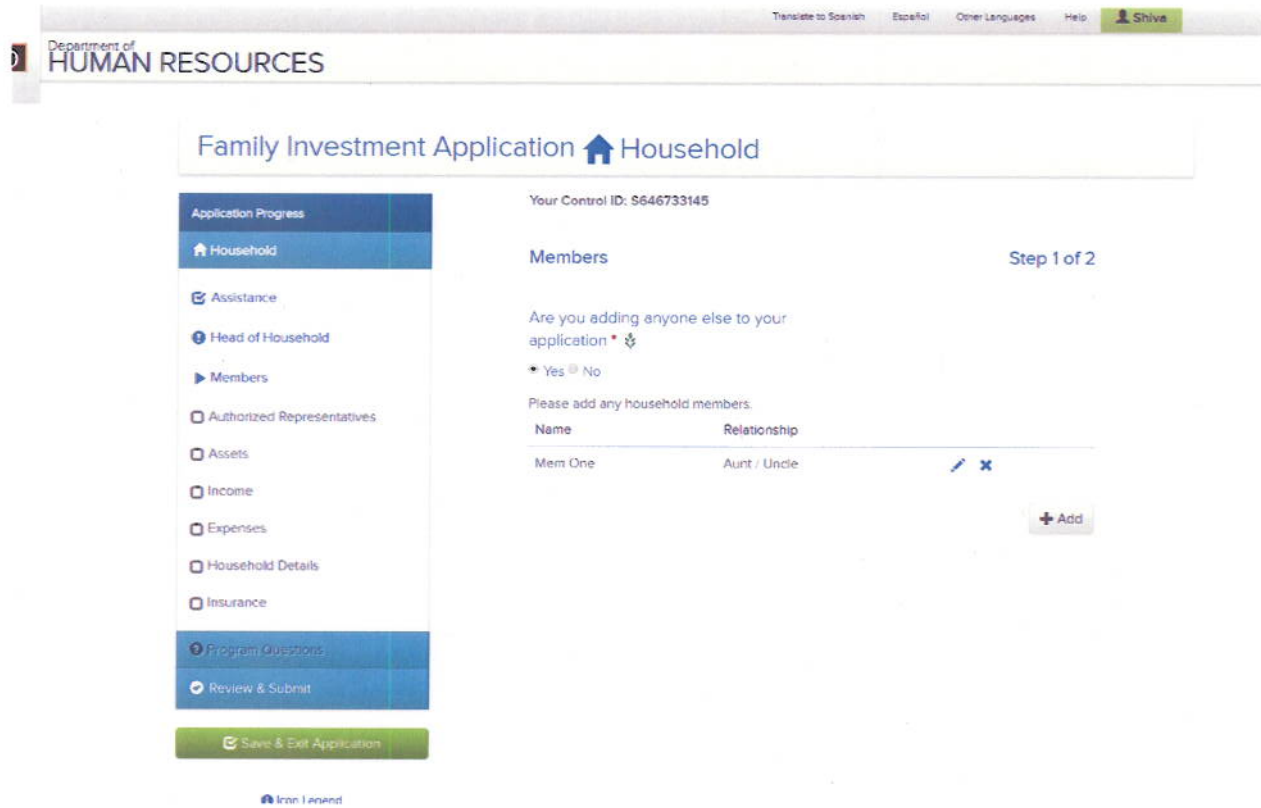 Translate to Spanish Español Other Languages Help Shiva
Department of
HUMAN RESOURCES
Family Investment Application Household
Application Progress
Household
Assistance
Head of Household
Members
Authorized Representatives
Assets
Income
Expenses
Household Details
Insurance
Program Questions
Review & Submit
Save & Exit Application
Icon Legend
Your Control ID: S646733145
Members Step 1 of 2
Are you adding anyone else to your
application *
Yes No
Please add any household members.
Name Relationship
Mem One Aunt / Uncle
Add